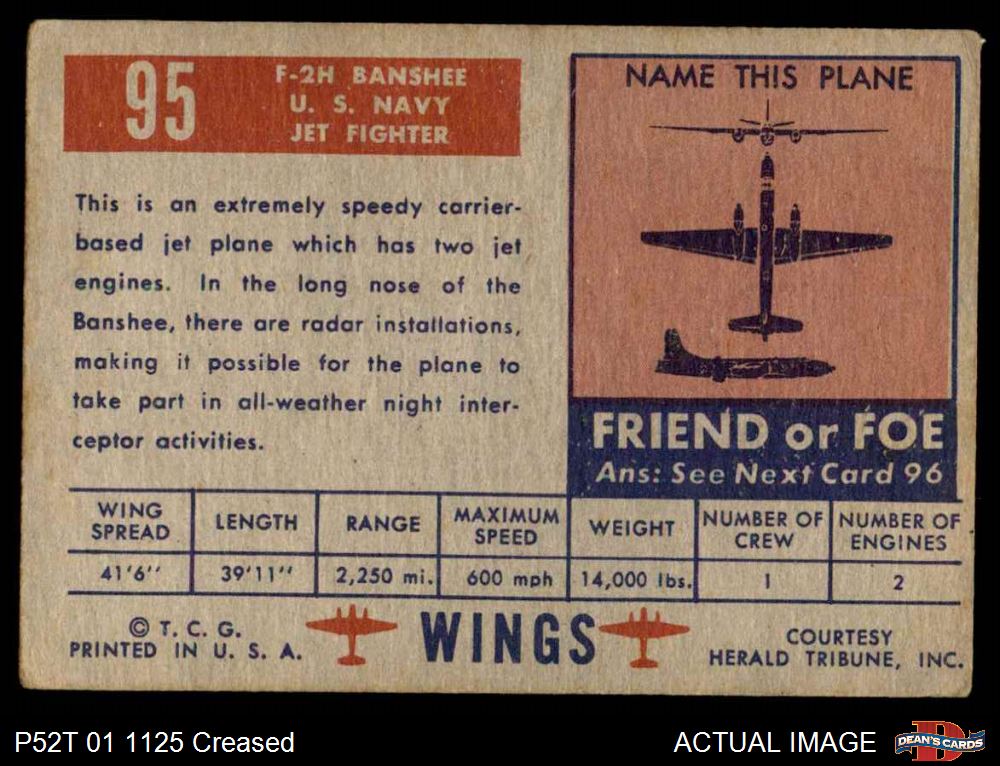 95
F-2H BANSHEE
U. S. NAVY
JET FIGHTER
This is an extremely speedy carrier-
based jet plane which has two jet
engines. In the long nose of the
Banshee, there are radar installations,
making it possible for the plane to
take part in all-weather night inter-
ceptor activities.
NAME THIS PLANE
FRIEND or FOE
Ans: See Next Card 96
WING SPREAD LENGTH RANGE MAXIMUM SPEED WEIGHT NUMBER OF CREW NUMBER OF ENGINES
41'6'' 39'11'' 2,250 mi. 600 mph 14,000 lbs. 1 2
© T. C. G.
PRINTED IN U. S. A.
WINGS
COURTESY
HERALD TRIBUNE, INC.
P52T 01 1125 Creased
ACTUAL IMAGE
D
DEAN'S CARDS